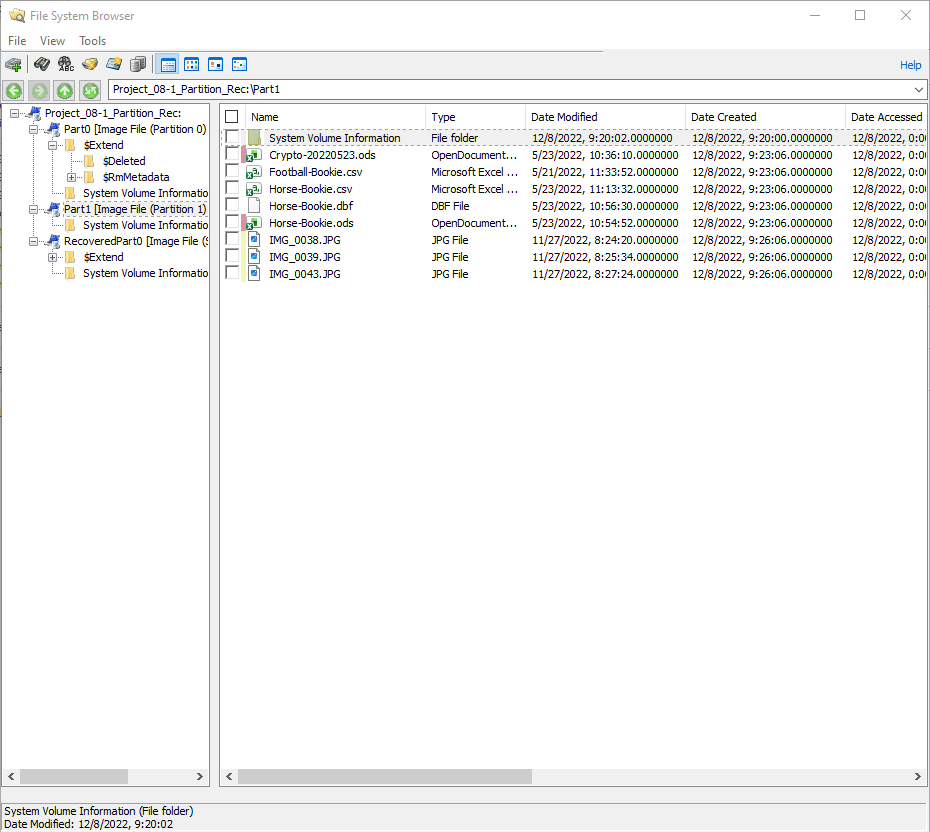 File System Browser
File View Tools
ABC
Help
Project_08-1_Partition_Rec:\Part1
Project_08-1_Partition_Rec:
Part0 [Image File (Partition 0)
$Extend
$Deleted
$RmMetadata
System Volume Informatio
Part1 [Image File (Partition 1)
System Volume Informatio
RecoveredPart0 [Image File (S
$Extend
System Volume Informatio
Name Type Date Modified Date Created Date Accessed
System Volume Information File folder 12/8/2022, 9:20:02.0000000 12/8/2022, 9:20:00.0000000 12/8/2022, 0:00
Crypto-20220523.ods OpenDocument... 5/23/2022, 10:36:10.0000000 12/8/2022, 9:23:06.0000000 12/8/2022, 0:00
Football-Bookie.csv Microsoft Excel ... 5/21/2022, 11:33:52.0000000 12/8/2022, 9:23:06.0000000 12/8/2022, 0:00
Horse-Bookie.csv Microsoft Excel ... 5/23/2022, 11:13:32.0000000 12/8/2022, 9:23:06.0000000 12/8/2022, 0:00
Horse-Bookie.dbf DBF File 5/23/2022, 10:56:30.0000000 12/8/2022, 9:23:06.0000000 12/8/2022, 0:00
Horse-Bookie.ods OpenDocument... 5/23/2022, 10:54:52.0000000 12/8/2022, 9:23:06.0000000 12/8/2022, 0:00
IMG_0038.JPG JPG File 11/27/2022, 8:24:20.0000000 12/8/2022, 9:26:06.0000000 12/8/2022, 0:00
IMG_0039.JPG JPG File 11/27/2022, 8:25:34.0000000 12/8/2022, 9:26:06.0000000 12/8/2022, 0:00
IMG_0043.JPG JPG File 11/27/2022, 8:27:24.0000000 12/8/2022, 9:26:06.0000000 12/8/2022, 0:00
System Volume Information (File folder)
Date Modified: 12/8/2022, 9:20:02